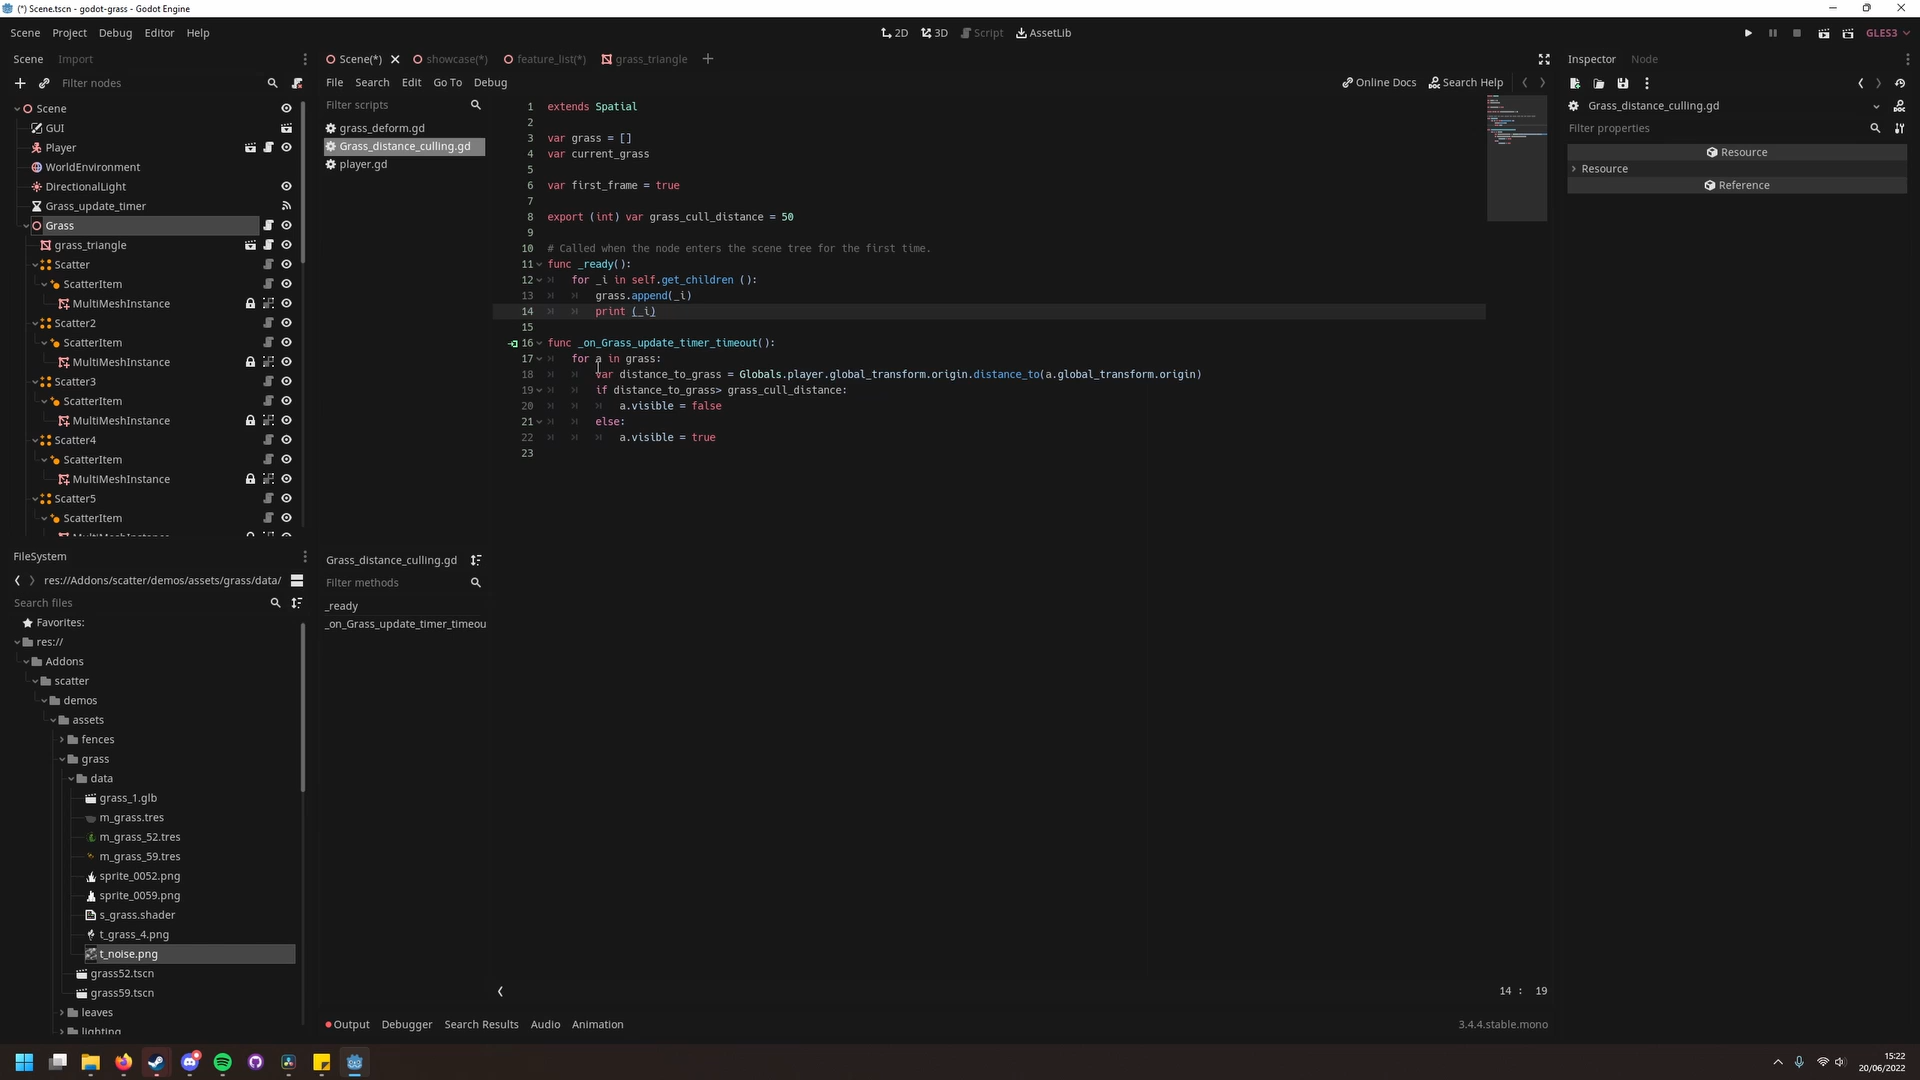 (*) Scene.tscn - godot-grass - Godot Engine
Scene Project Debug Editor Help
2D 3D Script AssetLib
GLES3
Scene Import
Filter nodes
Scene
GUI
Player
WorldEnvironment
DirectionalLight
Grass_update_timer
Grass
grass_triangle
Scatter
ScatterItem
MultiMeshInstance
Scatter2
ScatterItem
MultiMeshInstance
Scatter3
ScatterItem
MultiMeshInstance
Scatter4
ScatterItem
MultiMeshInstance
Scatter5
ScatterItem
MultiMeshInstance
FileSystem
res://Addons/scatter/demos/assets/grass/data/
Search files
Favorites:
res://
Addons
scatter
demos
assets
fences
grass
data
grass_1.glb
m_grass.tres
m_grass_52.tres
m_grass_59.tres
sprite_0052.png
sprite_0059.png
s_grass.shader
t_grass_4.png
t_noise.png
grass52.tscn
grass59.tscn
leaves
lighting
Scene(*) showcase(*) feature_list(*) grass_triangle
File Search Edit Go To Debug
Online Docs Search Help
Filter scripts
grass_deform.gd
Grass_distance_culling.gd
player.gd
Grass_distance_culling.gd
Filter methods
_ready
_on_Grass_update_timer_timeou
1 extends Spatial
2
3 var grass = []
4 var current_grass
5
6 var first_frame = true
7
8 export (int) var grass_cull_distance = 50
9
10 # Called when the node enters the scene tree for the first time.
11 func _ready():
12 for _i in self.get_children ():
13 grass.append(_i)
14 print (_i)
15
16 func _on_Grass_update_timer_timeout():
17 for a in grass:
18 var distance_to_grass = Globals.player.global_transform.origin.distance_to(a.global_transform.origin)
19 if distance_to_grass> grass_cull_distance:
20 a.visible = false
21 else:
22 a.visible = true
23
14 : 19
Output Debugger Search Results Audio Animation
3.4.4.stable.mono
Inspector Node
Grass_distance_culling.gd
Filter properties
Resource
Resource
Reference
15:22
20/06/2022